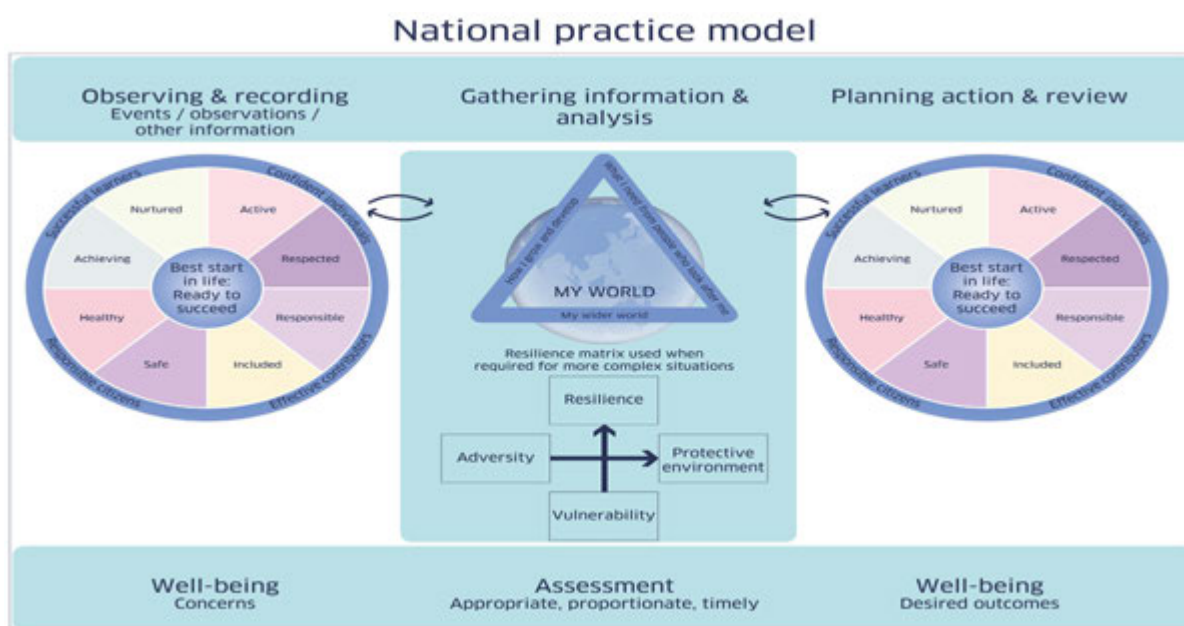 National practice model
Observing & recording
Events / observations /
other information
Gathering information &
analysis
Planning action & review
Successful learners
Confident individuals
Nurtured
Active
Achieving
Respected
Best start
in life:
Ready to
succeed
Healthy
Responsible
Safe
Included
Responsible citizens
Effective contributors
How I grow and develop
What I need from people who look after me
MY WORLD
My wider world
Resilience matrix used when
required for more complex situations
Resilience
Adversity
Protective
environment
Vulnerability
Successful learners
Confident individuals
Nurtured
Active
Achieving
Respected
Best start
in life:
Ready to
succeed
Healthy
Responsible
Safe
Included
Responsible citizens
Effective contributors
Well-being
Concerns
Assessment
Appropriate, proportionate, timely
Well-being
Desired outcomes